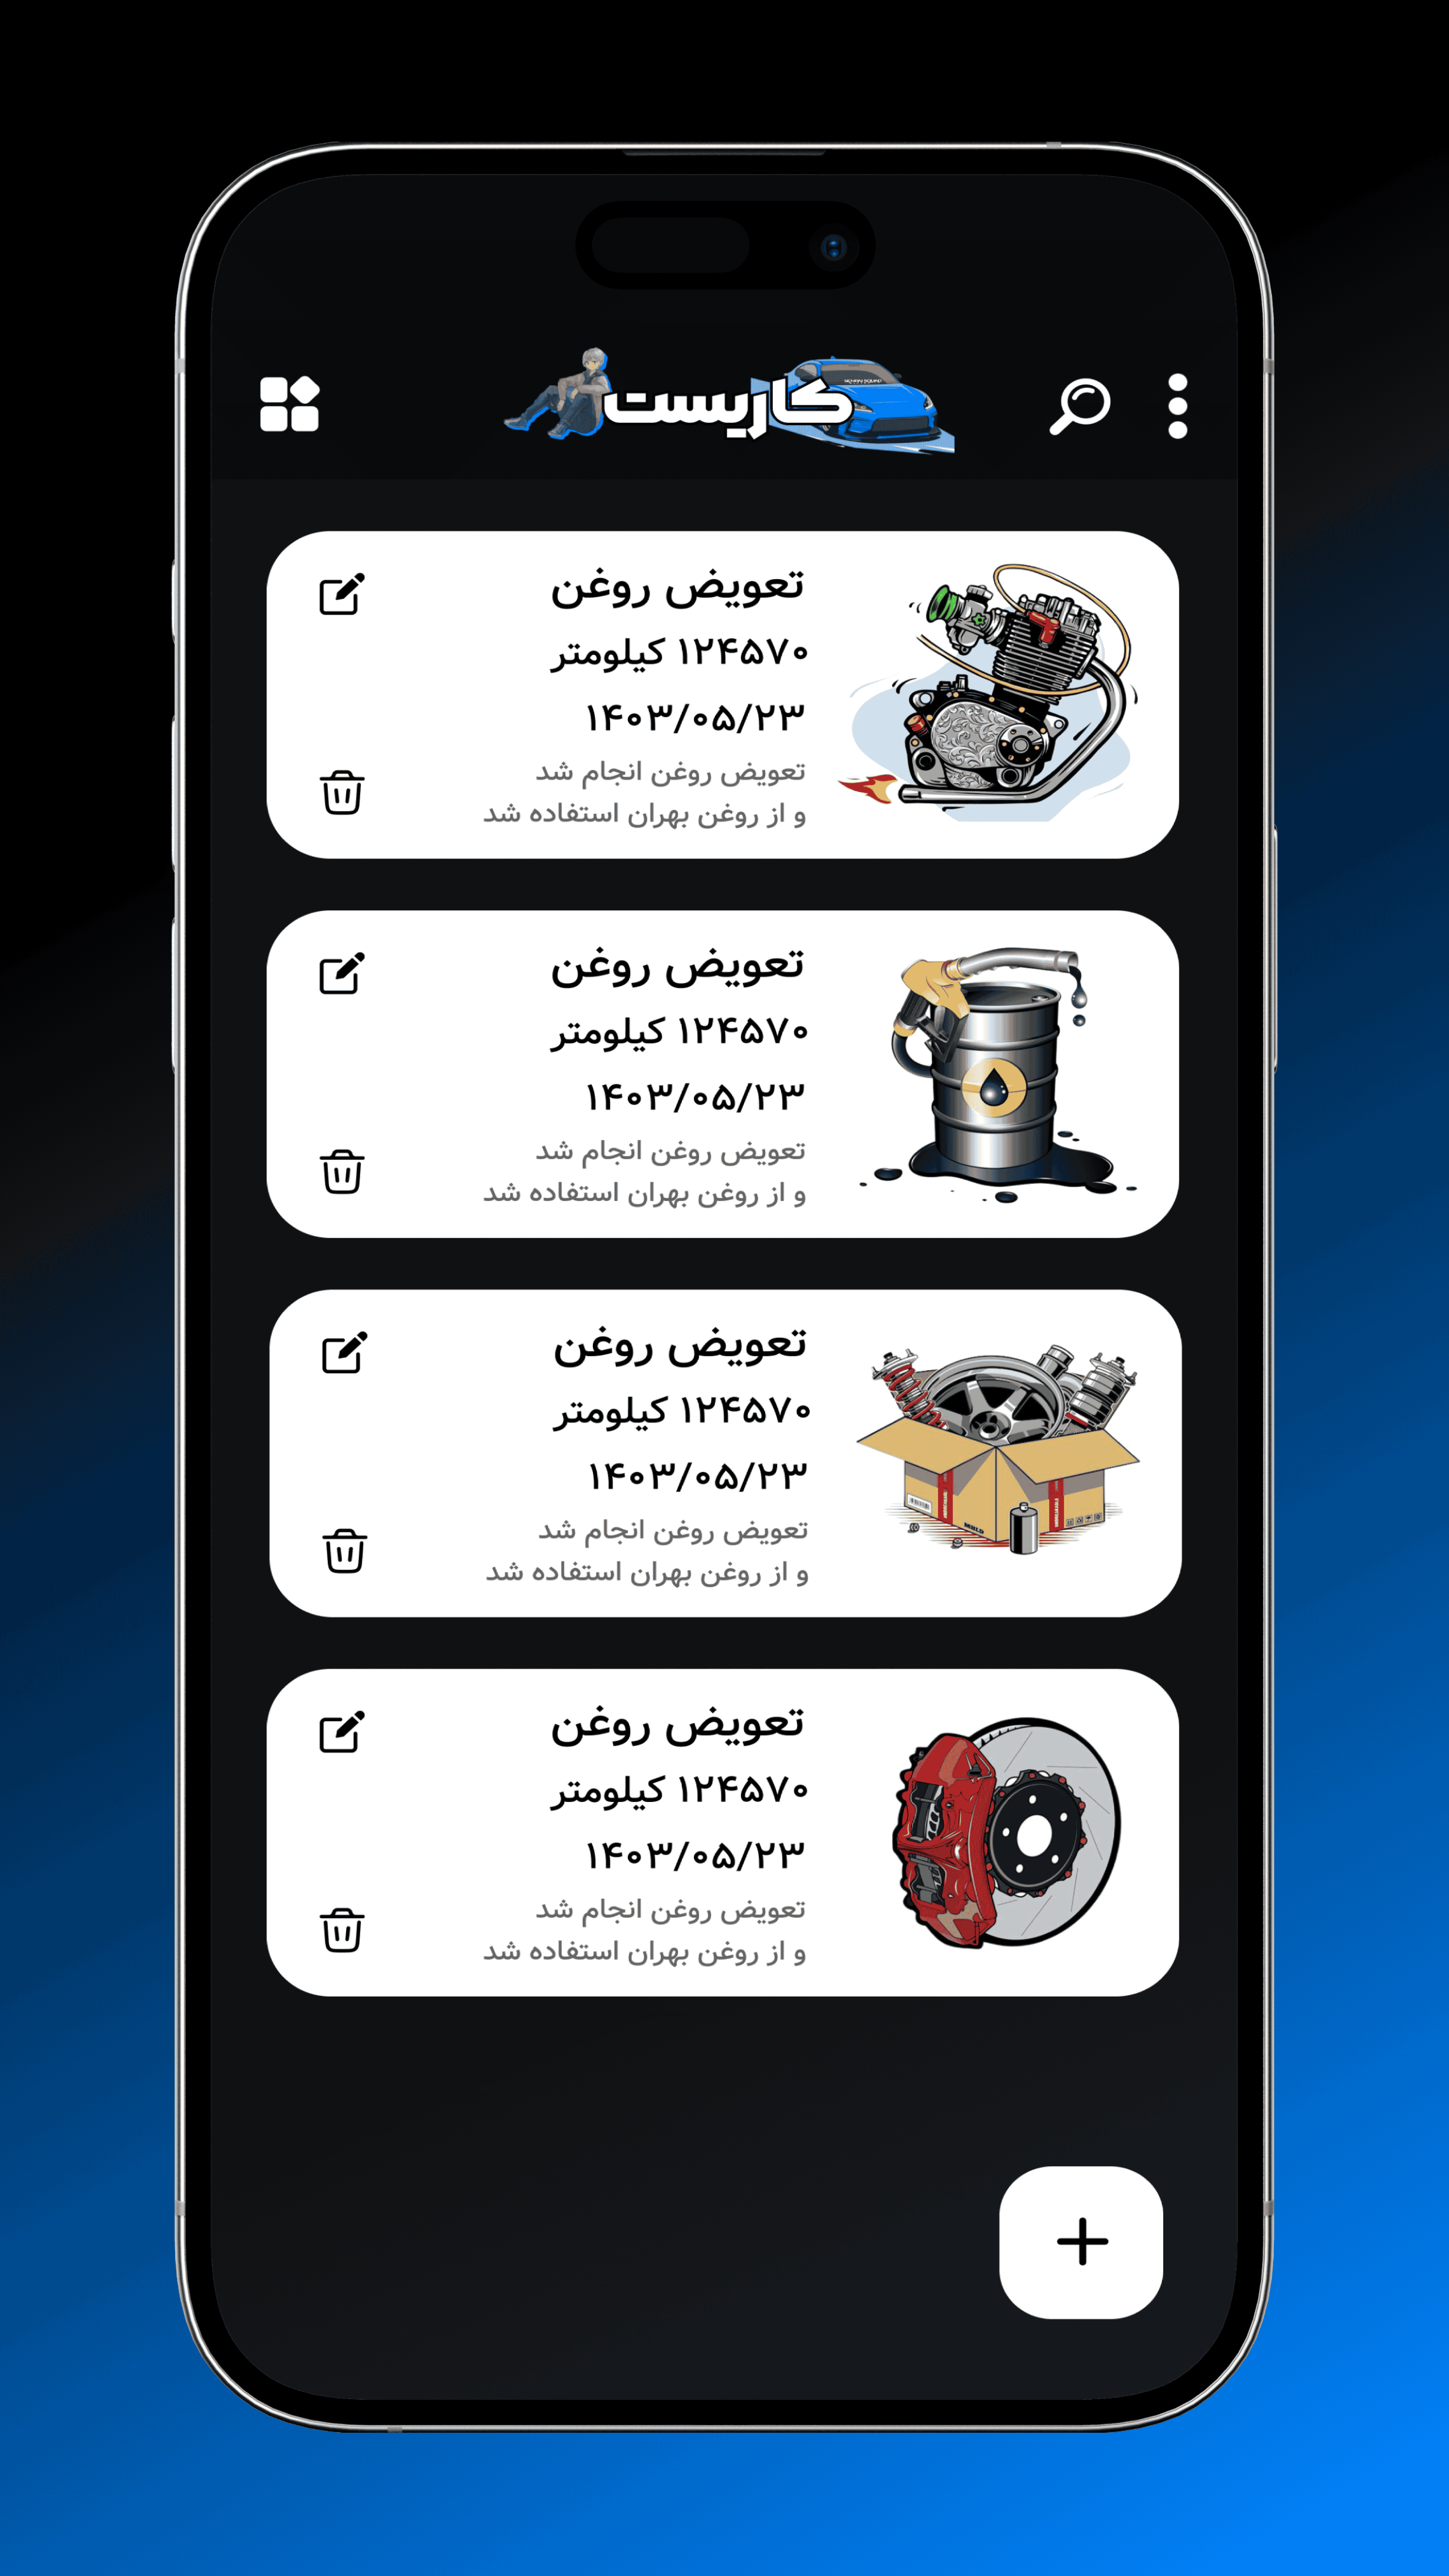 کاریست
تعویض روغن
۱۲۴۵۷۰ کیلومتر
۱۴۰۳/۰۵/۲۳
تعویض روغن انجام شد
و از روغن بهران استفاده شد
تعویض روغن
۱۲۴۵۷۰ کیلومتر
۱۴۰۳/۰۵/۲۳
تعویض روغن انجام شد
و از روغن بهران استفاده شد
تعویض روغن
۱۲۴۵۷۰ کیلومتر
۱۴۰۳/۰۵/۲۳
تعویض روغن انجام شد
و از روغن بهران استفاده شد
تعویض روغن
۱۲۴۵۷۰ کیلومتر
۱۴۰۳/۰۵/۲۳
تعویض روغن انجام شد
و از روغن بهران استفاده شد